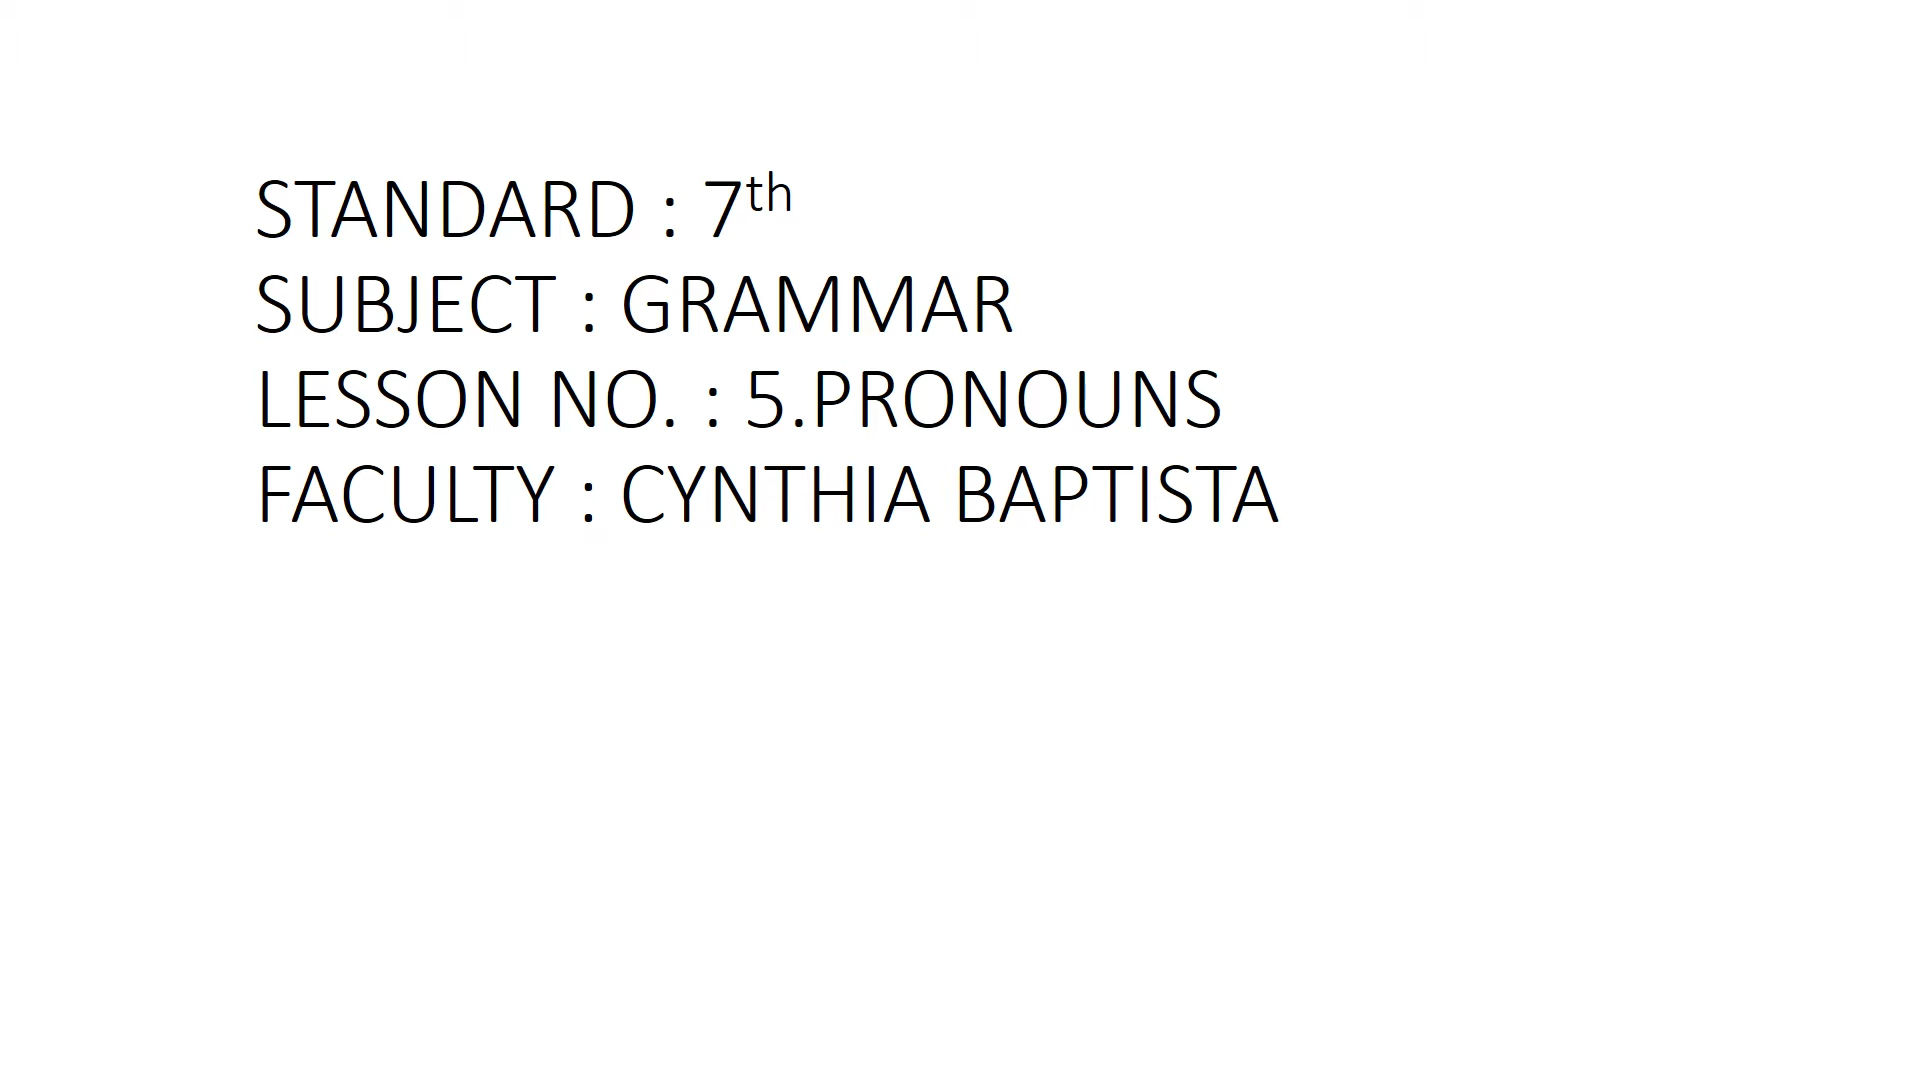 STANDARD : 7th
SUBJECT : GRAMMAR
LESSON NO. : 5.PRONOUNS
FACULTY : CYNTHIA BAPTISTA